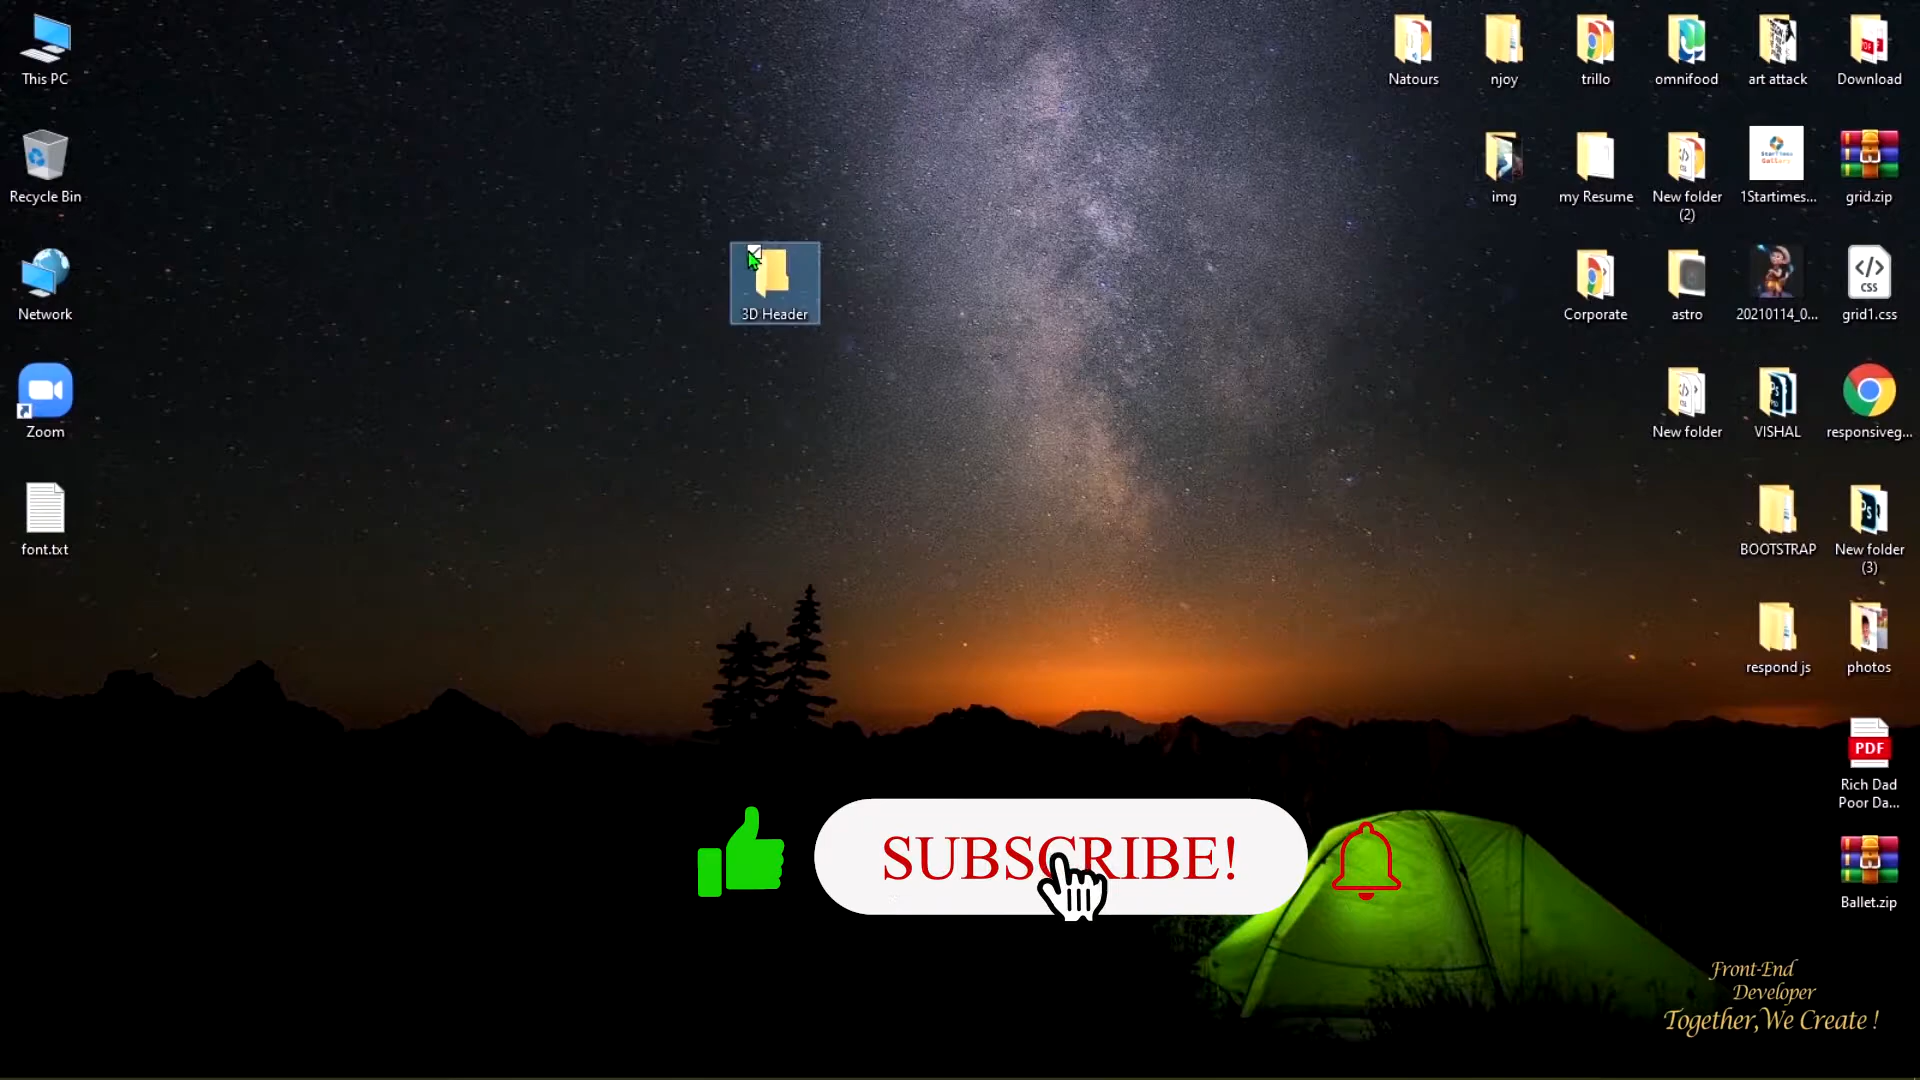 This PC
Recycle Bin
Network
Zoom
font.txt
3D Header
Natours
njoy
trillo
omnifood
art attack
Download
img
my Resume
New folder
(2)
1Startimes...
grid.zip
Corporate
astro
20210114_0...
CSS
grid1.css
New folder
VISHAL
responsiveg...
BOOTSTRAP
New folder
(3)
respond js
photos
PDF
Rich Dad
Poor Da...
Ballet.zip
SUBSCRIBE!
Front-End
Developer
Together, We Create !